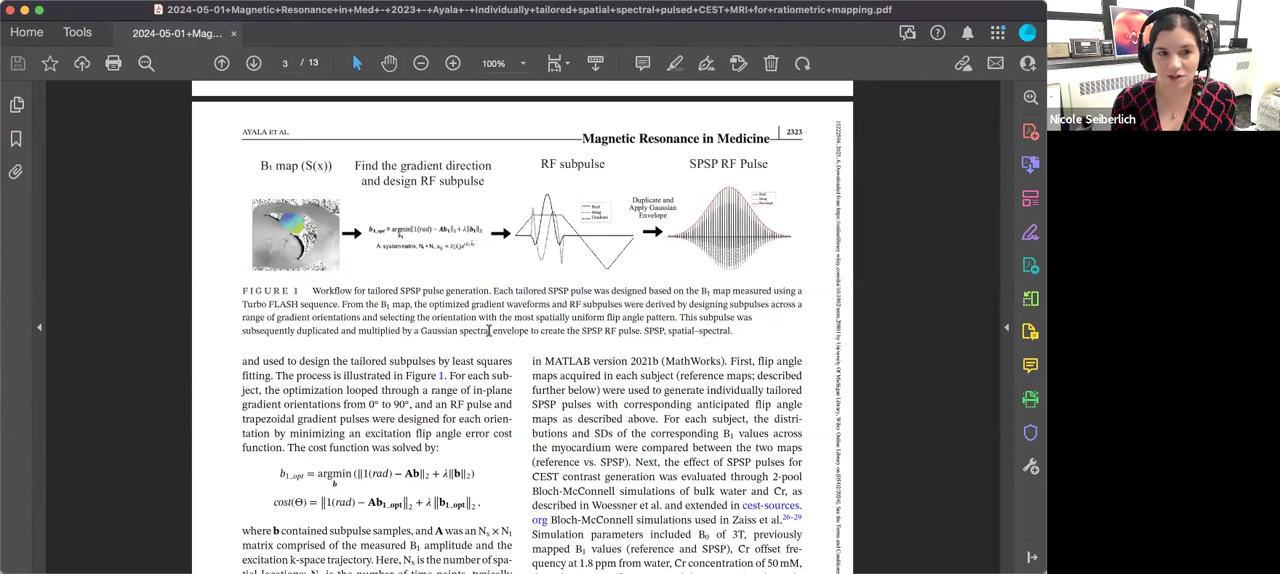 2024-05-01+Magnetic+Resonance+in+Med+-+2023+-+Ayala+-+Individually+tailored+spatial+spectral+pulsed+CEST+MRI+for+ratiometric+mapping.pdf
Home
Tools
2024-05-01+Mag...
3 / 13
100%
Nicole Seiberlich
AYALA ET AL.
Magnetic Resonance in Medicine
2323
B1 map (S(x))
Find the gradient direction
and design RF subpulse
RF subpulse
SPSP RF Pulse
Duplicate and
Apply Gaussian
Envelope
FIGURE 1 Workflow for tailored SPSP pulse generation. Each tailored SPSP pulse was designed based on the B1 map measured using a
Turbo FLASH sequence. From the B1 map, the optimized gradient waveforms and RF subpulses were derived by designing subpulses across a
range of gradient orientations and selecting the orientation with the most spatially uniform flip angle pattern. This subpulse was
subsequently duplicated and multiplied by a Gaussian spectral envelope to create the SPSP RF pulse. SPSP, spatial–spectral.
and used to design the tailored subpulses by least squares
fitting. The process is illustrated in Figure 1. For each sub-
ject, the optimization looped through a range of in-plane
gradient orientations from 0° to 90°, and an RF pulse and
trapezoidal gradient pulses were designed for each orien-
tation by minimizing an excitation flip angle error cost
function. The cost function was solved by:
b1_opt = argmin (‖1(rad) − Ab‖2 + λ‖b‖2)
b
cost(Θ) = ‖1(rad) − Ab1_opt‖2 + λ ‖b1_opt‖2 .
where b contained subpulse samples, and A was an Ns × Nt
matrix comprised of the measured B1 amplitude and the
excitation k-space trajectory. Here, Ns is the number of spa-
tial locations; Nt is the number of time points, typically
in MATLAB version 2021b (MathWorks). First, flip angle
maps acquired in each subject (reference maps; described
further below) were used to generate individually tailored
SPSP pulses with corresponding anticipated flip angle
maps as described above. For each subject, the distri-
butions and SDs of the corresponding B1 values across
the myocardium were compared between the two maps
(reference vs. SPSP). Next, the effect of SPSP pulses for
CEST contrast generation was evaluated through 2-pool
Bloch-McConnell simulations of bulk water and Cr, as
described in Woessner et al. and extended in cest-sources.
org Bloch-McConnell simulations used in Zaiss et al.26–29
Simulation parameters included B0 of 3T, previously
mapped B1 values (reference and SPSP), Cr offset fre-
quency at 1.8 ppm from water, Cr concentration of 50 mM,